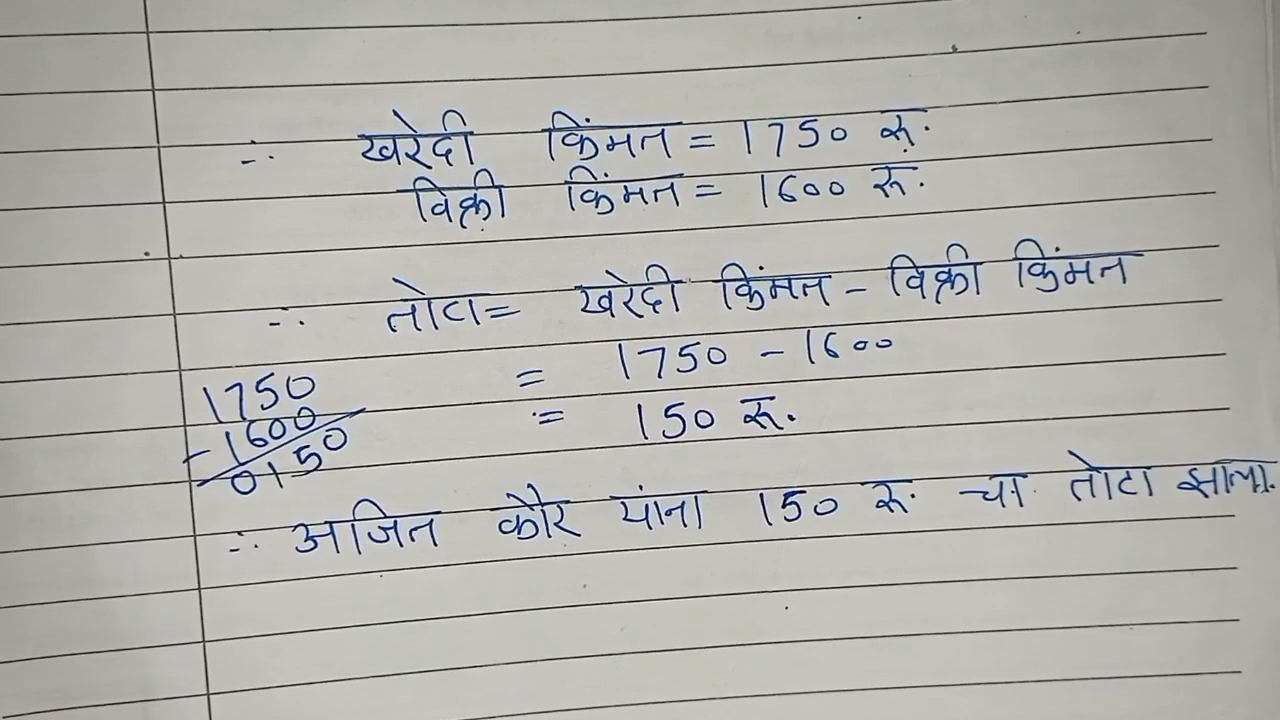 ∴ खरेदी किंमत = 1750 रू.
विक्री किंमत = 1600 रू.
∴ तोटा = खरेदी किंमत - विक्री किंमत
= 1750 - 1600
= 150 रू.
1750
- 1600
0150
∴ अजित कौर यांना 150 रू. चा तोटा झाला.